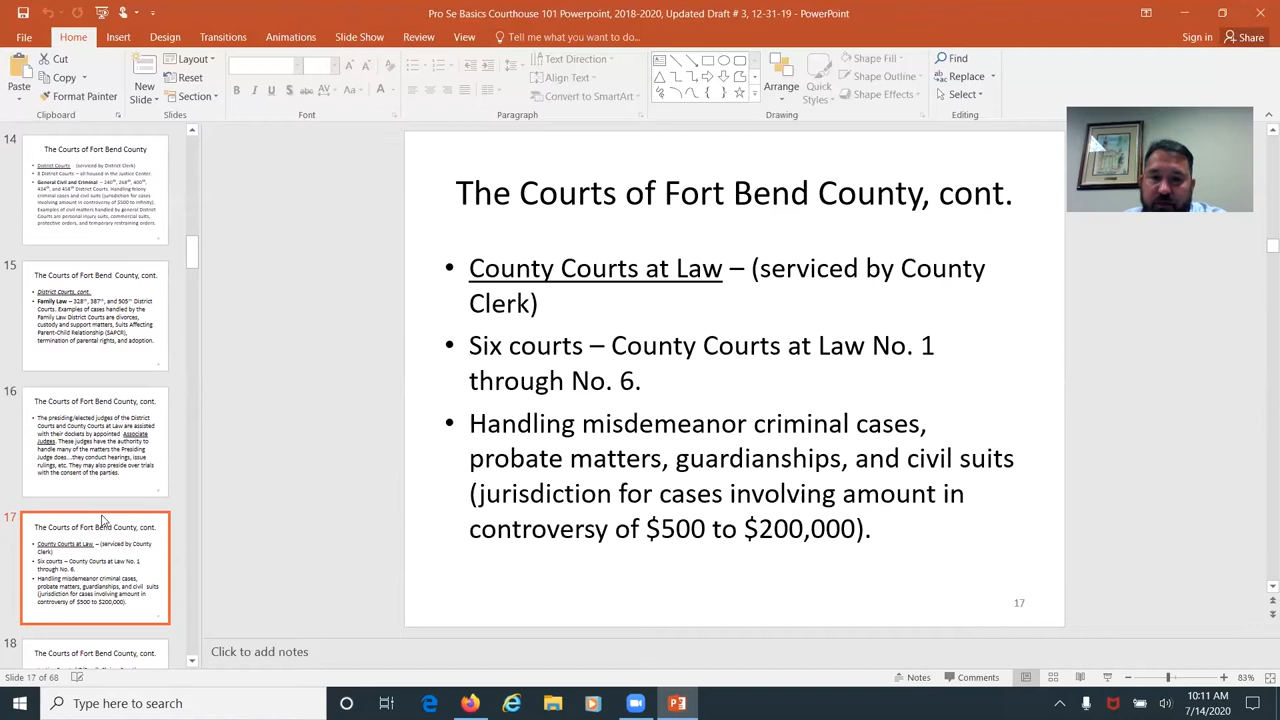 Pro Se Basics Courthouse 101 Powerpoints, 2018-2020, Updated Draft # 3, 12-31-19 - PowerPoint
File Home Insert Design Transitions Animations Slide Show Review View Tell me what you want to do... Sign in Share
Cut
Copy
Format Painter
Paste
Clipboard
New
Slide
Layout
Reset
Section
Slides
Font
Text Direction
Align Text
Convert to SmartArt
Paragraph
Arrange
Quick
Styles
Shape Fill
Shape Outline
Shape Effects
Drawing
Find
Replace
Select
Editing
14
The Courts of Fort Bend County
District Courts (serviced by District Clerk)
8 District Courts – all housed in the Justice Center.
General Civil and Criminal – 240th, 268th, 400th,
434th, and 458th District Courts. Handling felony
criminal cases and civil suits (jurisdiction for cases
involving amount in controversy of $500 to infinity).
Examples of civil matters handled by general District
Courts are personal injury suits, commercial suits,
protective orders, and temporary restraining orders.
15
The Courts of Fort Bend County, cont.
District Courts, cont.
Family Law – 328th, 387th, and 505th District
Courts. Examples of cases handled by the
Family Law District Courts are divorces,
custody and support matters, Suits Affecting
Parent-Child Relationship (SAPCR),
termination of parental rights, and adoption.
16
The Courts of Fort Bend County, cont.
The presiding/elected judges of the District
Courts and County Courts at Law are assisted
with their dockets by appointed Associate
Judges. These judges have the authority to
handle many of the matters the Presiding
Judge does...they conduct hearings, issue
rulings, etc. They may also preside over trials
with the consent of the parties.
17
The Courts of Fort Bend County, cont.
County Courts at Law – (serviced by County
Clerk)
Six courts – County Courts at Law No. 1
through No. 6.
Handling misdemeanor criminal cases,
probate matters, guardianships, and civil suits
(jurisdiction for cases involving amount in
controversy of $500 to $200,000).
18
The Courts of Fort Bend County, cont.
The Courts of Fort Bend County, cont.
• County Courts at Law – (serviced by County
Clerk)
• Six courts – County Courts at Law No. 1
through No. 6.
• Handling misdemeanor criminal cases,
probate matters, guardianships, and civil suits
(jurisdiction for cases involving amount in
controversy of $500 to $200,000).
17
Click to add notes
Slide 17 of 68
Notes Comments 83%
Type here to search
10:11 AM
7/14/2020